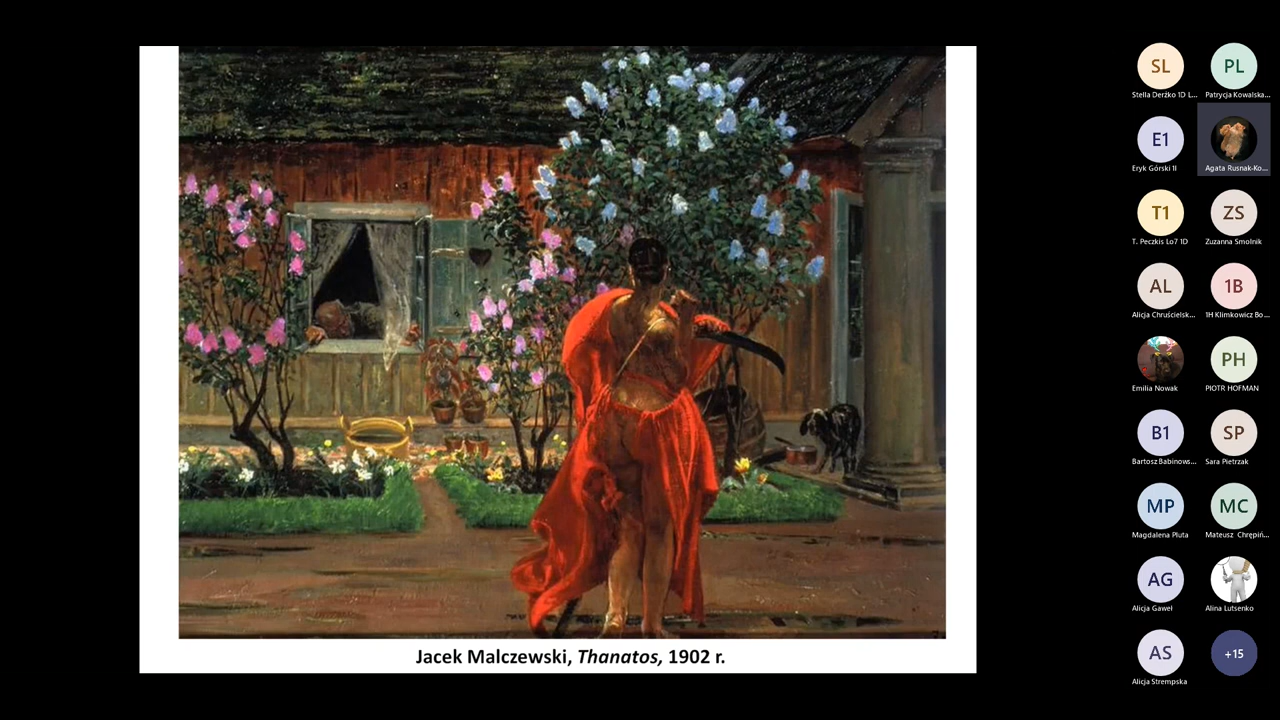 SL
PL
Stella Derżko 1D L...
Patrycja Kowalska...
E1
Eryk Górski 1I
Agata Rusnak-Ko...
T1
ZS
T. Peczkis Lo7 1D
Zuzanna Smolnik
AL
1B
Alicja Chruścielsk...
1H Klimkowicz Bo...
PH
Emilia Nowak
PIOTR HOFMAN
B1
SP
Bartosz Babinows...
Sara Pietrzak
MP
MC
Magdalena Pluta
Mateusz Chrępiń...
AG
Alicja Gaweł
Alina Lutsenko
AS
+15
Alicja Strempska
Jacek Malczewski, Thanatos, 1902 r.